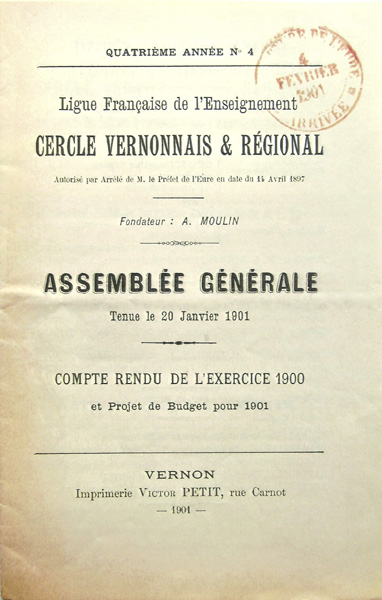 QUATRIÈME ANNÉE N° 4
4
FÉVRIER
1901
ARRIVÉE
Ligue Française de l'Enseignement
CERCLE VERNONNAIS & RÉGIONAL
Autorisé par Arrêté de M. le Préfet de l'Eure en date du 14 Avril 1897
Fondateur : A. MOULIN
ASSEMBLÉE GÉNÉRALE
Tenue le 20 Janvier 1901
COMPTE RENDU DE L'EXERCICE 1900
et Projet de Budget pour 1901
VERNON
Imprimerie VICTOR PETIT, rue Carnot
— 1901 —